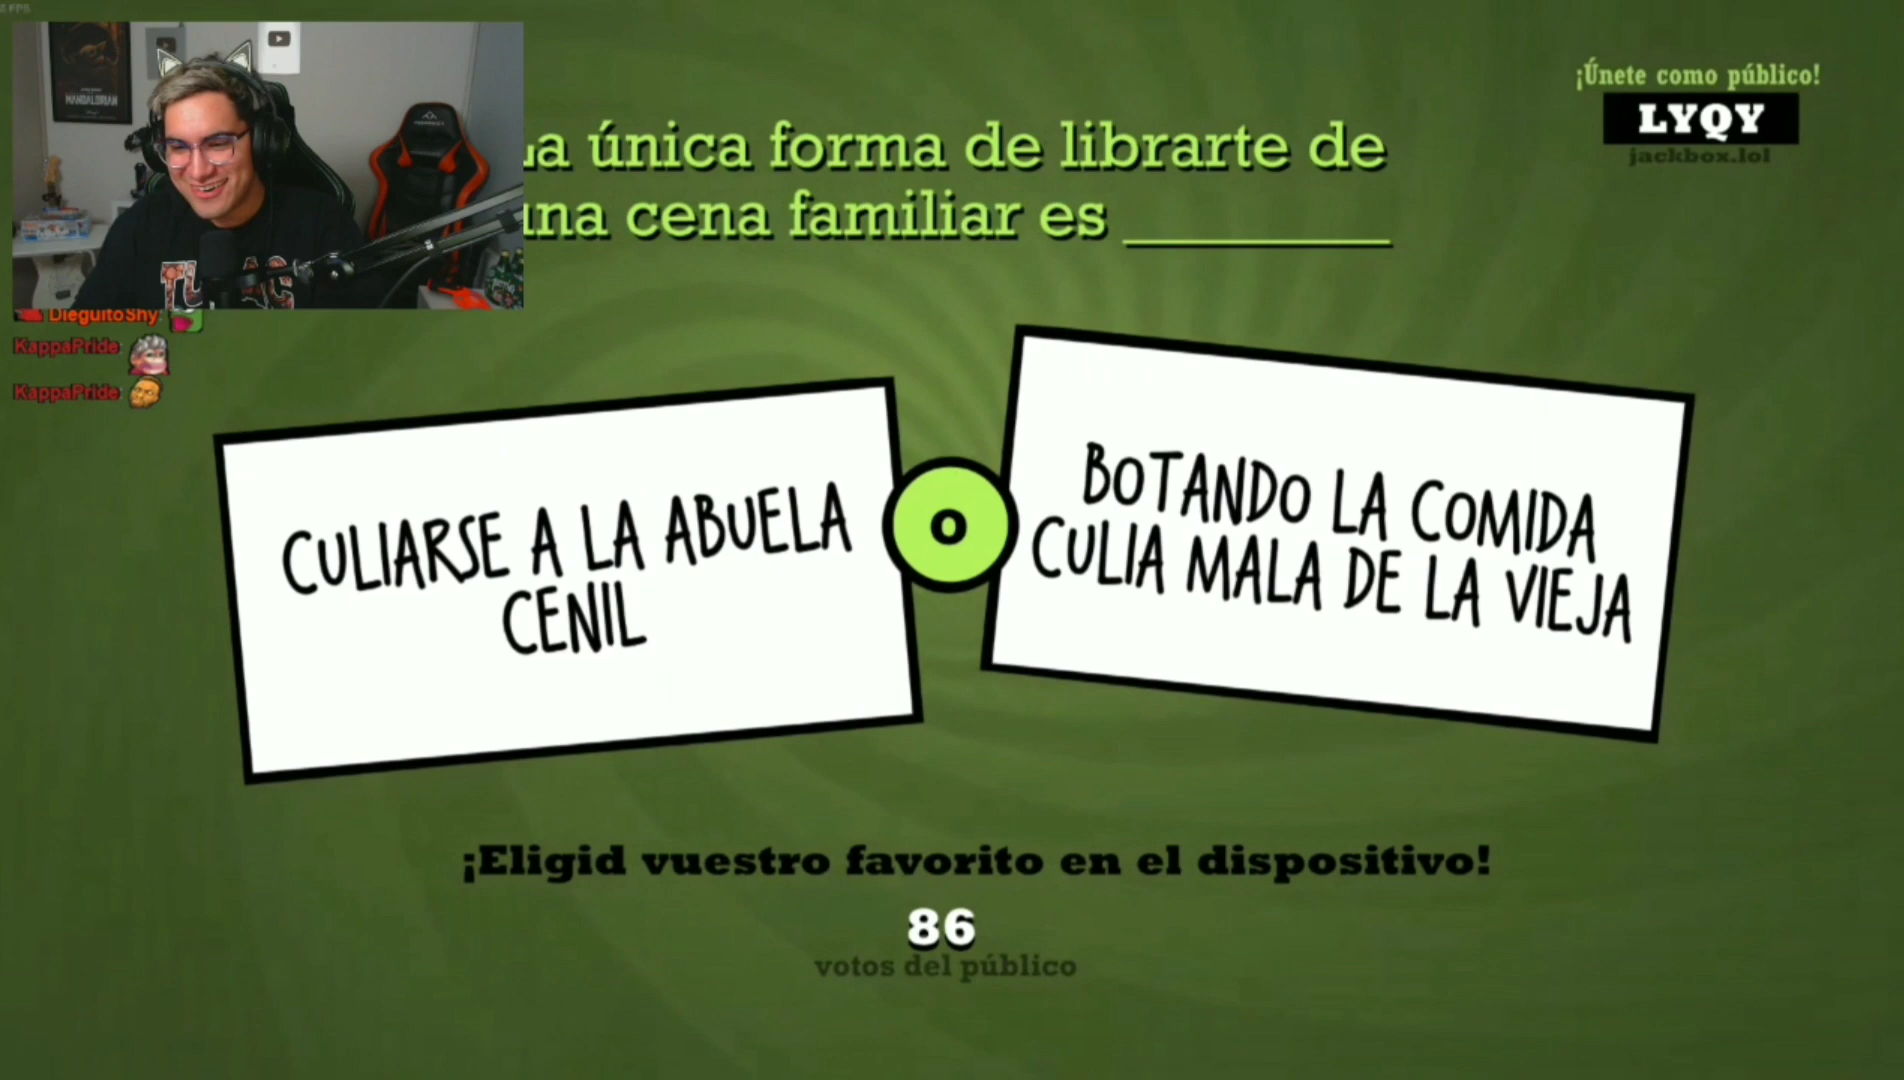 FPS
MANDALORIAN
¡Únete como público!
LYQY
jackbox.lol
La única forma de librarte de
una cena familiar es
DieguitoShy:
KappaPride:
KappaPride:
CULIARSE A LA ABUELA
CENIL
o
BOTANDO LA COMIDA
CULIA MALA DE LA VIEJA
¡Eligid vuestro favorito en el dispositivo!
86
votos del público